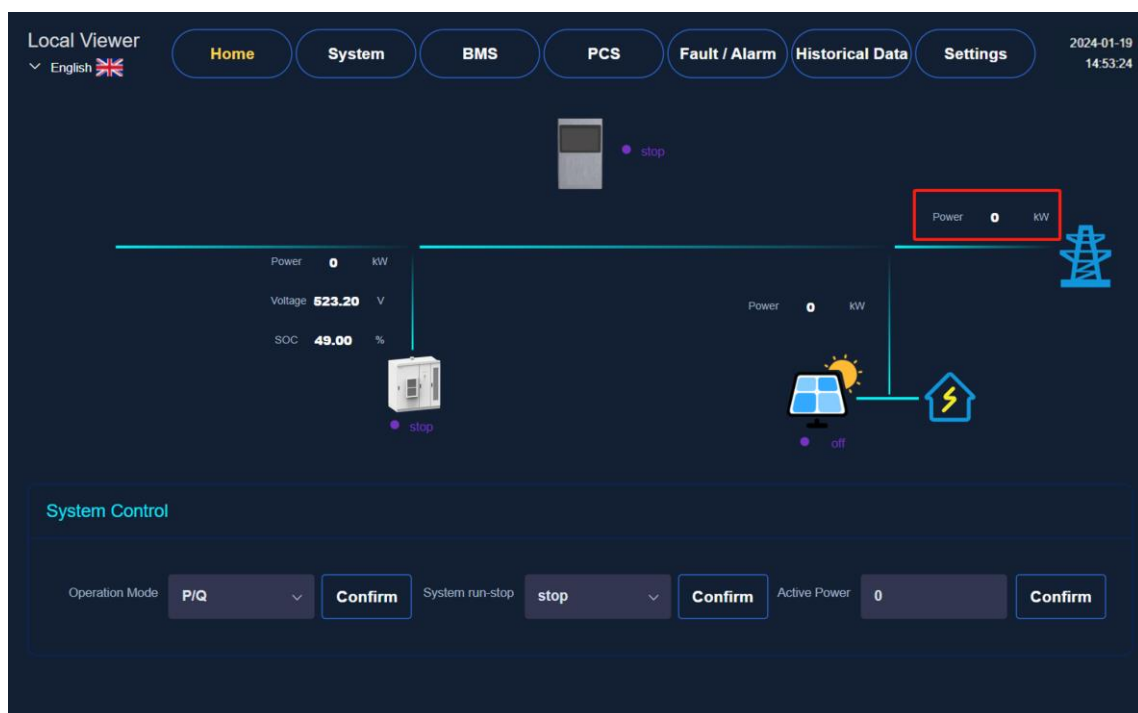 Local Viewer
English
Home
System
BMS
PCS
Fault / Alarm
Historical Data
Settings
2024-01-19
14:53:24
stop
Power 0 kW
Power 0 kW
Voltage 523.20 V
SOC 49.00 %
stop
Power 0 kW
off
System Control
Operation Mode P/Q Confirm System run-stop stop Confirm Active Power 0 Confirm